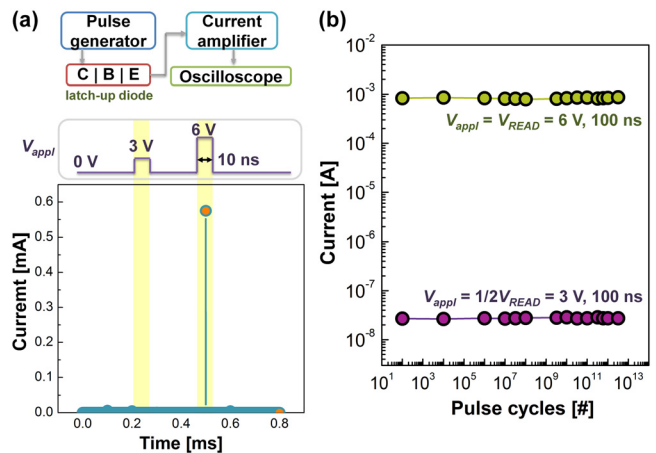 (a)
Pulse
generator
Current
amplifier
C | B | E
Oscilloscope
latch-up diode
V_appl
0 V
3 V
6 V
10 ns
Curremt [mA]
0.6
0.5
0.4
0.3
0.2
0.1
0.0
0.0 0.2 0.4 0.6 0.8
Time [ms]
(b)
Current [A]
10^-2
10^-3
10^-4
10^-5
10^-6
10^-7
10^-8
V_appl = V_READ = 6 V, 100 ns
V_appl = 1/2V_READ = 3 V, 100 ns
10^1 10^3 10^5 10^7 10^9 10^11 10^13
Pulse cycles [#]